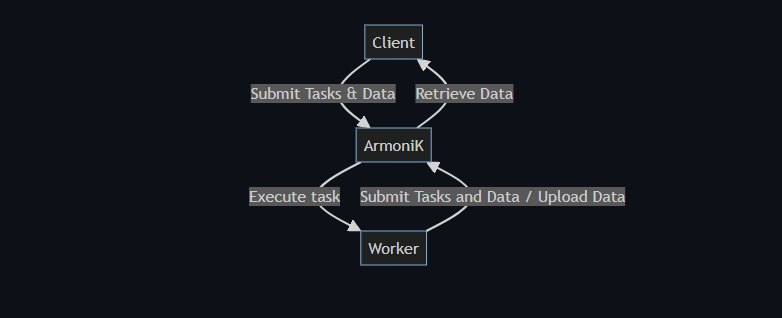 Client
Submit Tasks & Data
Retrieve Data
ArmoniK
Execute task
Submit Tasks and Data / Upload Data
Worker